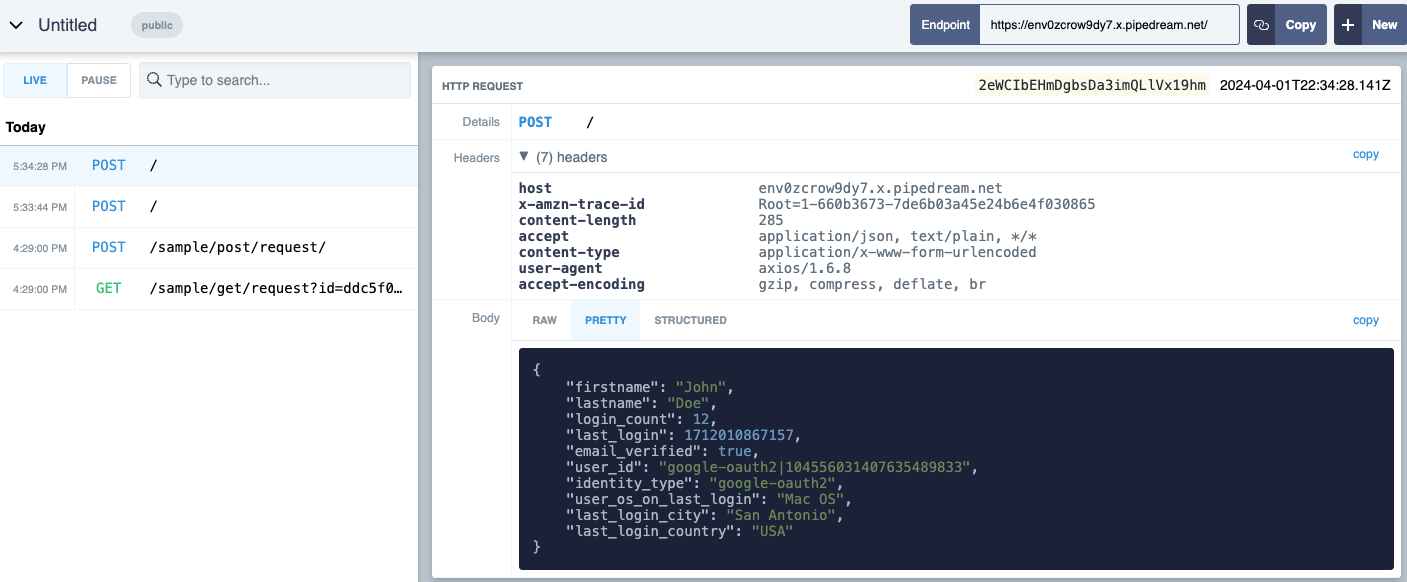 Untitled public Endpoint https://env0zcrow9dy7.x.pipedream.net/ Copy + New
LIVE PAUSE Type to search...
Today
5:34:28 PM POST /
5:33:44 PM POST /
4:29:00 PM POST /sample/post/request/
4:29:00 PM GET /sample/get/request?id=ddc5f0…
HTTP REQUEST 2eWCIbEHmDgbsDa3imQLlVx19hm 2024-04-01T22:34:28.141Z
Details POST /
Headers ▼ (7) headers copy
host env0zcrow9dy7.x.pipedream.net
x-amzn-trace-id Root=1-660b3673-7de6b03a45e24b6e4f030865
content-length 285
accept application/json, text/plain, */*
content-type application/x-www-form-urlencoded
user-agent axios/1.6.8
accept-encoding gzip, compress, deflate, br
Body RAW PRETTY STRUCTURED copy
{
    "firstname": "John",
    "lastname": "Doe",
    "login_count": 12,
    "last_login": 1712010867157,
    "email_verified": true,
    "user_id": "google-oauth2|104556031407635489833",
    "identity_type": "google-oauth2",
    "user_os_on_last_login": "Mac OS",
    "last_login_city": "San Antonio",
    "last_login_country": "USA"
}